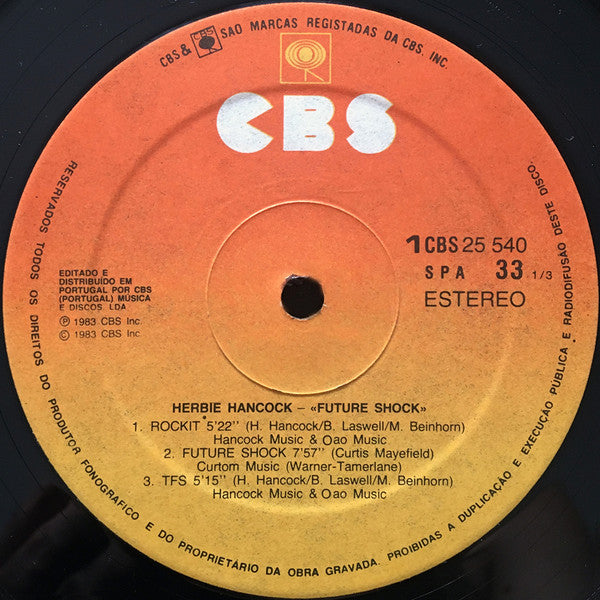 CBS & CBS SAO MARCAS REGISTADAS DA CBS, INC.
CBS
RESERVADOS TODOS OS DIREITOS DO PRODUTOR FONOGRAFICO E DO PROPRIETÁRIO DA OBRA GRAVADA. PROIBIDAS A DUPLICAÇÃO E EXECUÇÃO PÚBLICA E RADIODIFUSÃO DESTE DISCO.
1 CBS 25 540
SPA 33 1/3
ESTEREO
EDITADO E
DISTRIBUÍDO EM
PORTUGAL POR CBS
(PORTUGAL) MÚSICA
E DISCOS, LDA
℗ 1983 CBS Inc.
© 1983 CBS Inc.
HERBIE HANCOCK – «FUTURE SHOCK»
1. ROCKIT 5'22'' (H. Hancock/B. Laswell/M. Beinhorn)
Hancock Music & Oao Music
2. FUTURE SHOCK 7'57'' (Curtis Mayefield)
Curtom Music (Warner-Tamerlane)
3. TFS 5'15'' (H. Hancock/B. Laswell/M. Beinhorn)
Hancock Music & Oao Music